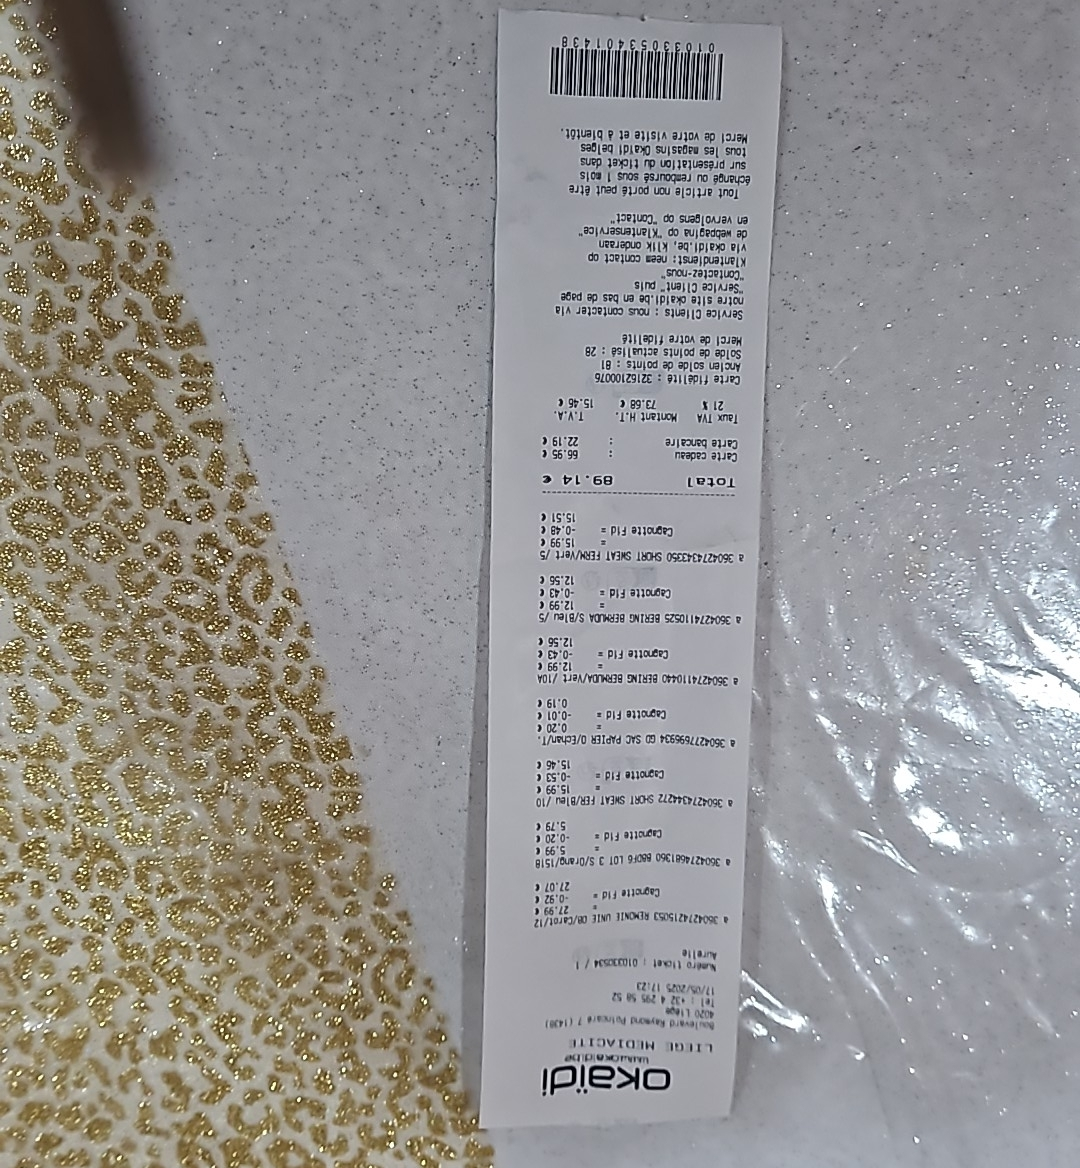 okaïdi
www.okaidi.be
LIEGE MEDIACITE
Boulevard Raymond Poincaré 7 (1438)
4020 Liège
Tel : +32 4 295 58 52
17/05/2025 17:23
Numéro ticket : 010330534 / 1
Aurelie
a 3604274215053 REMONTE UNIE OB/Carot/12
= 27.99 €
Cagnotte Fid = -0.92 €
27.07 €
a 3604274681360 BBOF6 LOT 3 S/Orang/1518
= 5.99 €
Cagnotte Fid = -0.20 €
5.79 €
a 3604274344272 SHORT SWEAT FER/Bleu /10
= 15.99 €
Cagnotte Fid = -0.53 €
15.46 €
a 3604277696934 GD SAC PAPIER O/Echan/T.
= 0.20 €
Cagnotte Fid = -0.01 €
0.19 €
a 3604274110440 BERING BERMUDA/Vert /10A
= 12.99 €
Cagnotte Fid = -0.43 €
12.56 €
a 3604274110525 BERING BERMUDA S/Bleu /5
= 12.99 €
Cagnotte Fid = -0.43 €
12.56 €
a 3604274343350 SHORT SWEAT FERM/Vert /5
= 15.99 €
Cagnotte Fid = -0.48 €
15.51 €
Total 89.14 €
Carte cadeau : 66.95 €
Carte bancaire : 22.19 €
Taux TVA Montant H.T. T.V.A.
21 % 73.68 € 15.46 €
Carte fidélité : 32152100075
Ancien solde de points : 81
Solde de points actualisé : 28
Merci de votre fidelité
Service Clients : nous contacter via
notre site okaidi.be en bas de page
"Service Client" puis
"Contactez-nous"
Klantendienst: neem contact op
via okaidi.be, klik onderaan
de webpagina op "Klantenservice"
en vervolgens op "Contact"
Tout article non porté peut être
échangé ou remboursé sous 1 mois
sur présentation du ticket dans
tous les magasins Okaïdi belges
Merci de votre visite et à bientôt.
0103305340 1438